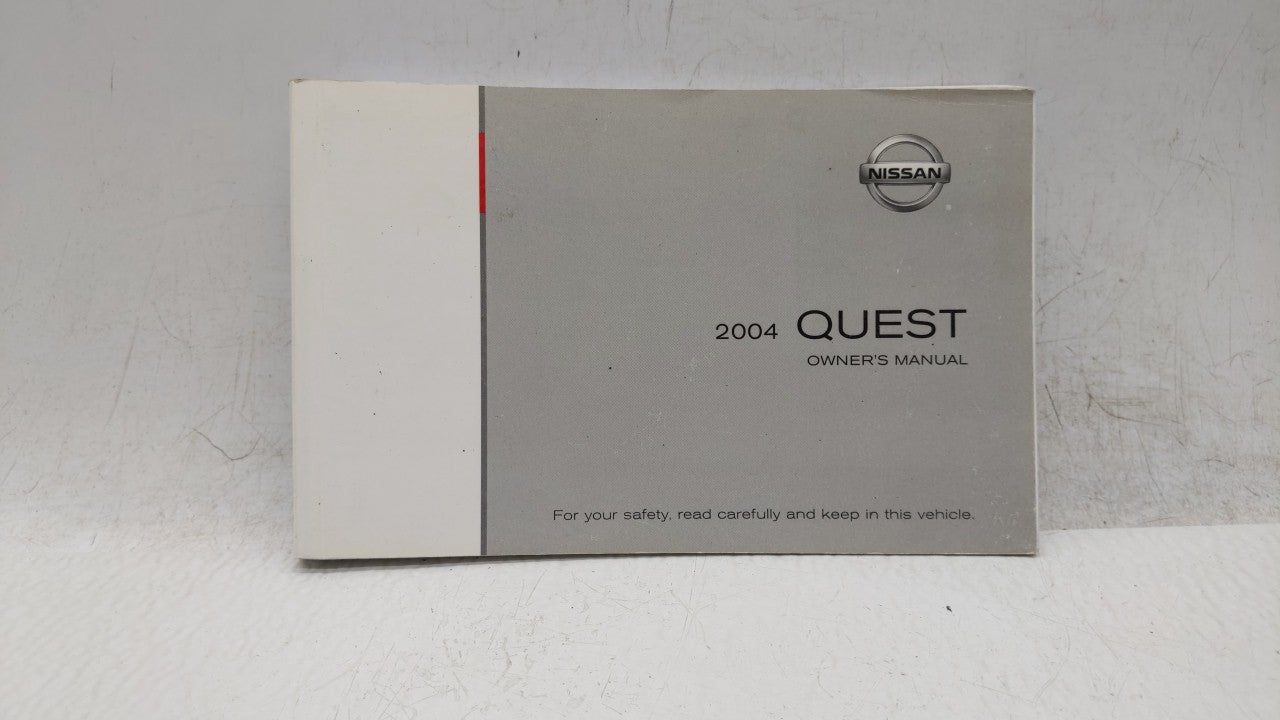 NISSAN
2004 QUEST
OWNER'S MANUAL
For your safety, read carefully and keep in this vehicle.